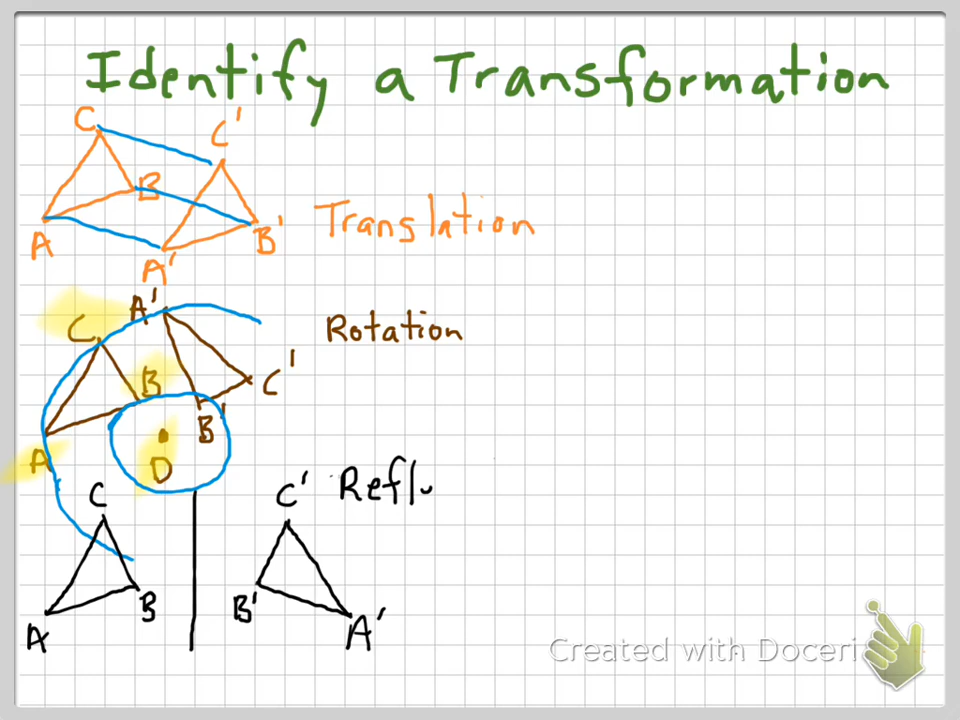 Identify a Transformation
C
C'
B
Translation
A
B'
A'
A'
Rotation
C
C'
B
B'
A
D
C
C'
Refl
B
B'
A
A'
Created with Doceri